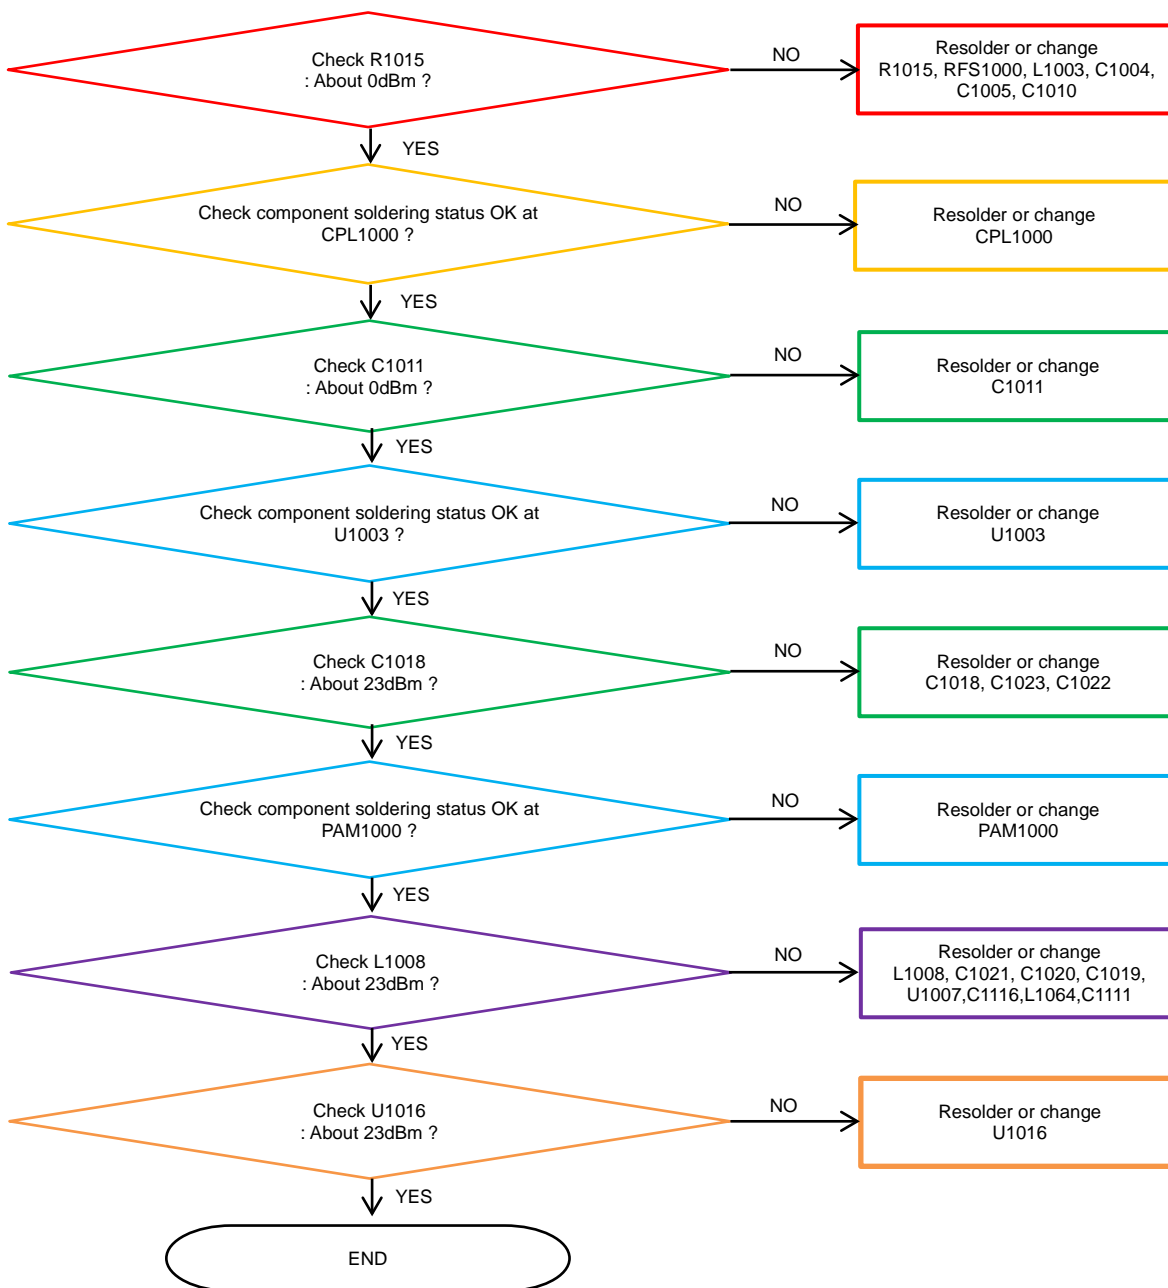 Check R1015
: About 0dBm ?
NO
Resolder or change
R1015, RFS1000, L1003, C1004,
C1005, C1010
YES
Check component soldering status OK at
CPL1000 ?
NO
Resolder or change
CPL1000
YES
Check C1011
: About 0dBm ?
NO
Resolder or change
C1011
YES
Check component soldering status OK at
U1003 ?
NO
Resolder or change
U1003
YES
Check C1018
: About 23dBm ?
NO
Resolder or change
C1018, C1023, C1022
YES
Check component soldering status OK at
PAM1000 ?
NO
Resolder or change
PAM1000
YES
Check L1008
: About 23dBm ?
NO
Resolder or change
L1008, C1021, C1020, C1019,
U1007,C1116,L1064,C1111
YES
Check U1016
: About 23dBm ?
NO
Resolder or change
U1016
YES
END